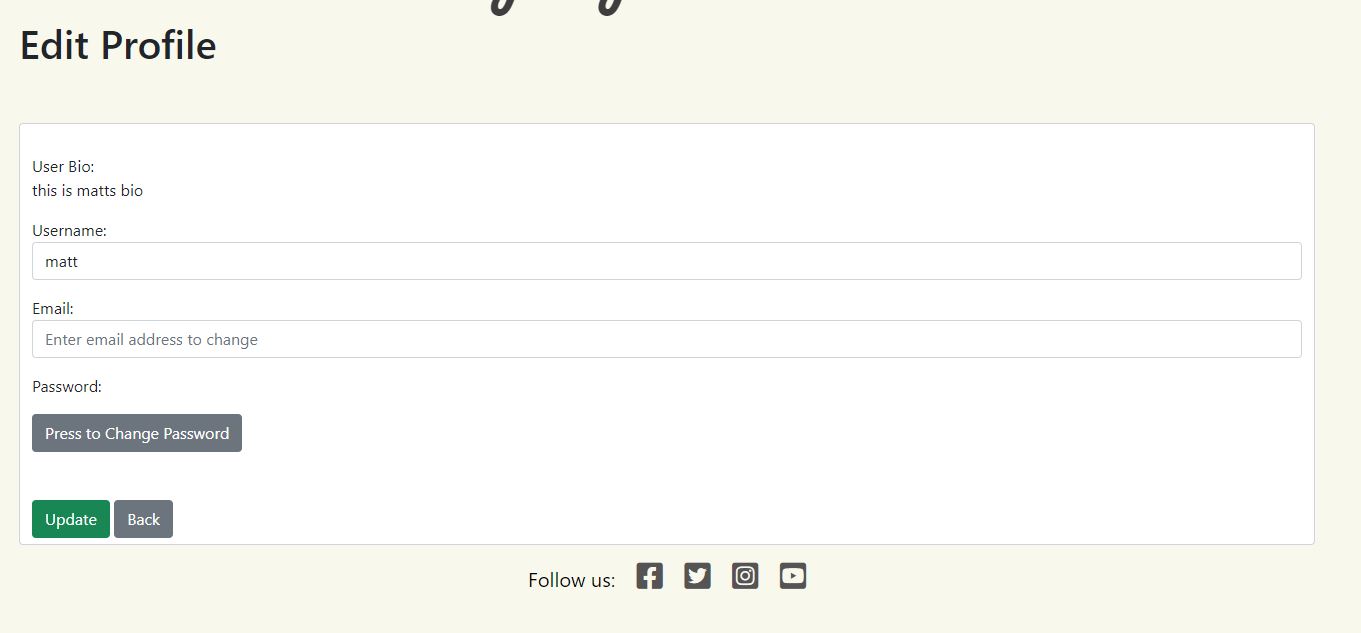 Edit Profile
User Bio:
this is matts bio
Username:
matt
Email:
Enter email address to change
Password:
Press to Change Password
Update Back
Follow us: